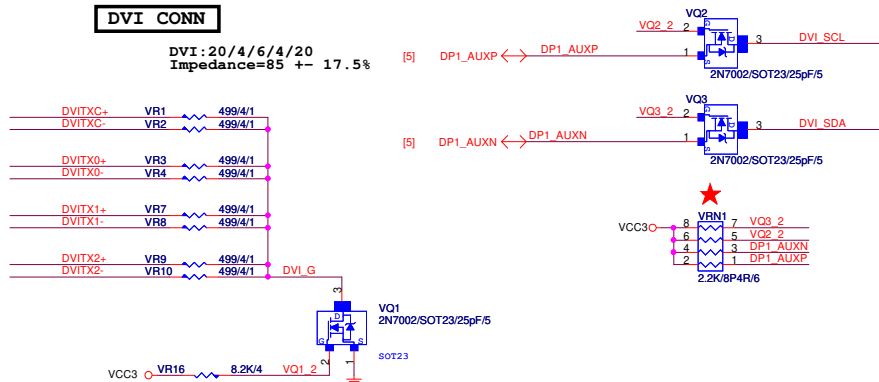 DVI CONN
DVI:20/4/6/4/20
Impedance=85 +- 17.5%
DVITXC+ VR1 499/4/1
DVITXC- VR2
DVITX0+ VR3 499/4/1
DVITX0- VR4 499/4/1
DVITX1+ VR7 499/4/1
DVITX1- VR8 499/4/1
DVITX2+ VR9 499/4/1
DVITX2- VR10 499/4/1 DVI_G
3
D
G
S
VQ1
2N7002/SOT23/25pF/5
SOT23
2
1
VCC3 VR16 8.2K/4 VQ1_2
VQ2
VQ2_2 2
G
D
S
3 DVI_SCL
[5] DP1_AUXP DP1_AUXP 1
2N7002/SOT23/25pF/5
VQ3
VQ3_2 2
G
D
S
3 DVI_SDA
[5] DP1_AUXN DP1_AUXN 1
2N7002/SOT23/25pF/5
VRN1
VCC3 8 7 VQ3_2
6 5 VQ2_2
4 3 DP1_AUXN
2 1 DP1_AUXP
2.2K/8P4R/6